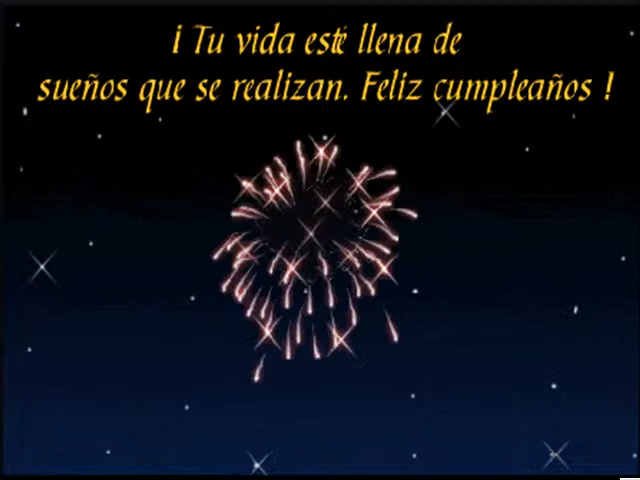 ¡ Tu vida esté llena de
sueños que se realizan. Feliz cumpleaños !